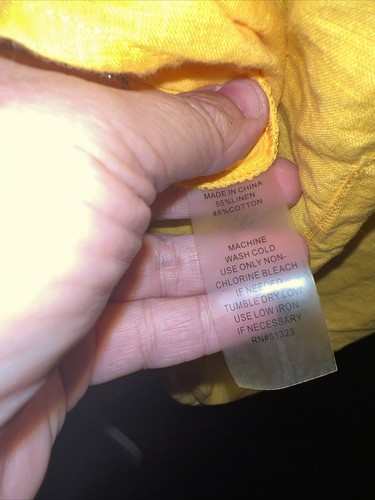 MADE IN CHINA
55%LINEN
45%COTTON
MACHINE
WASH COLD
USE ONLY NON-
CHLORINE BLEACH
IF NEEDED
TUMBLE DRY LOW
USE LOW IRON
IF NECESSARY
RN#51323